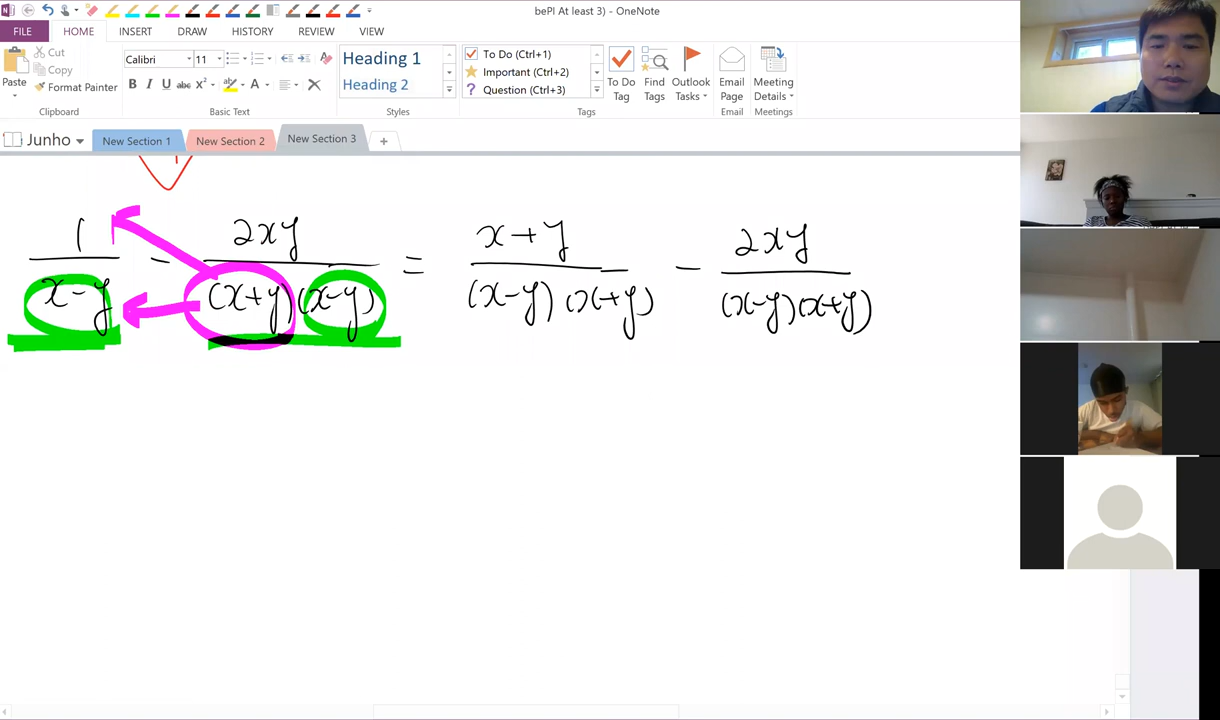 bePl At least 3) - OneNote
FILE HOME INSERT DRAW HISTORY REVIEW VIEW
Paste
Cut
Copy
Format Painter
Clipboard
Calibri 11
B I U abc X² A
Basic Text
Heading 1
Heading 2
Styles
To Do (Ctrl+1)
Important (Ctrl+2)
Question (Ctrl+3)
To Do Tag
Find Tags
Outlook Tasks
Tags
Email Page
Email
Meeting Details
Meetings
Junho New Section 1 New Section 2 New Section 3 +
1/(x-y) - 2xy/((x+y)(x-y)) = (x+y)/((x-y)(x+y)) - 2xy/((x-y)(x+y))